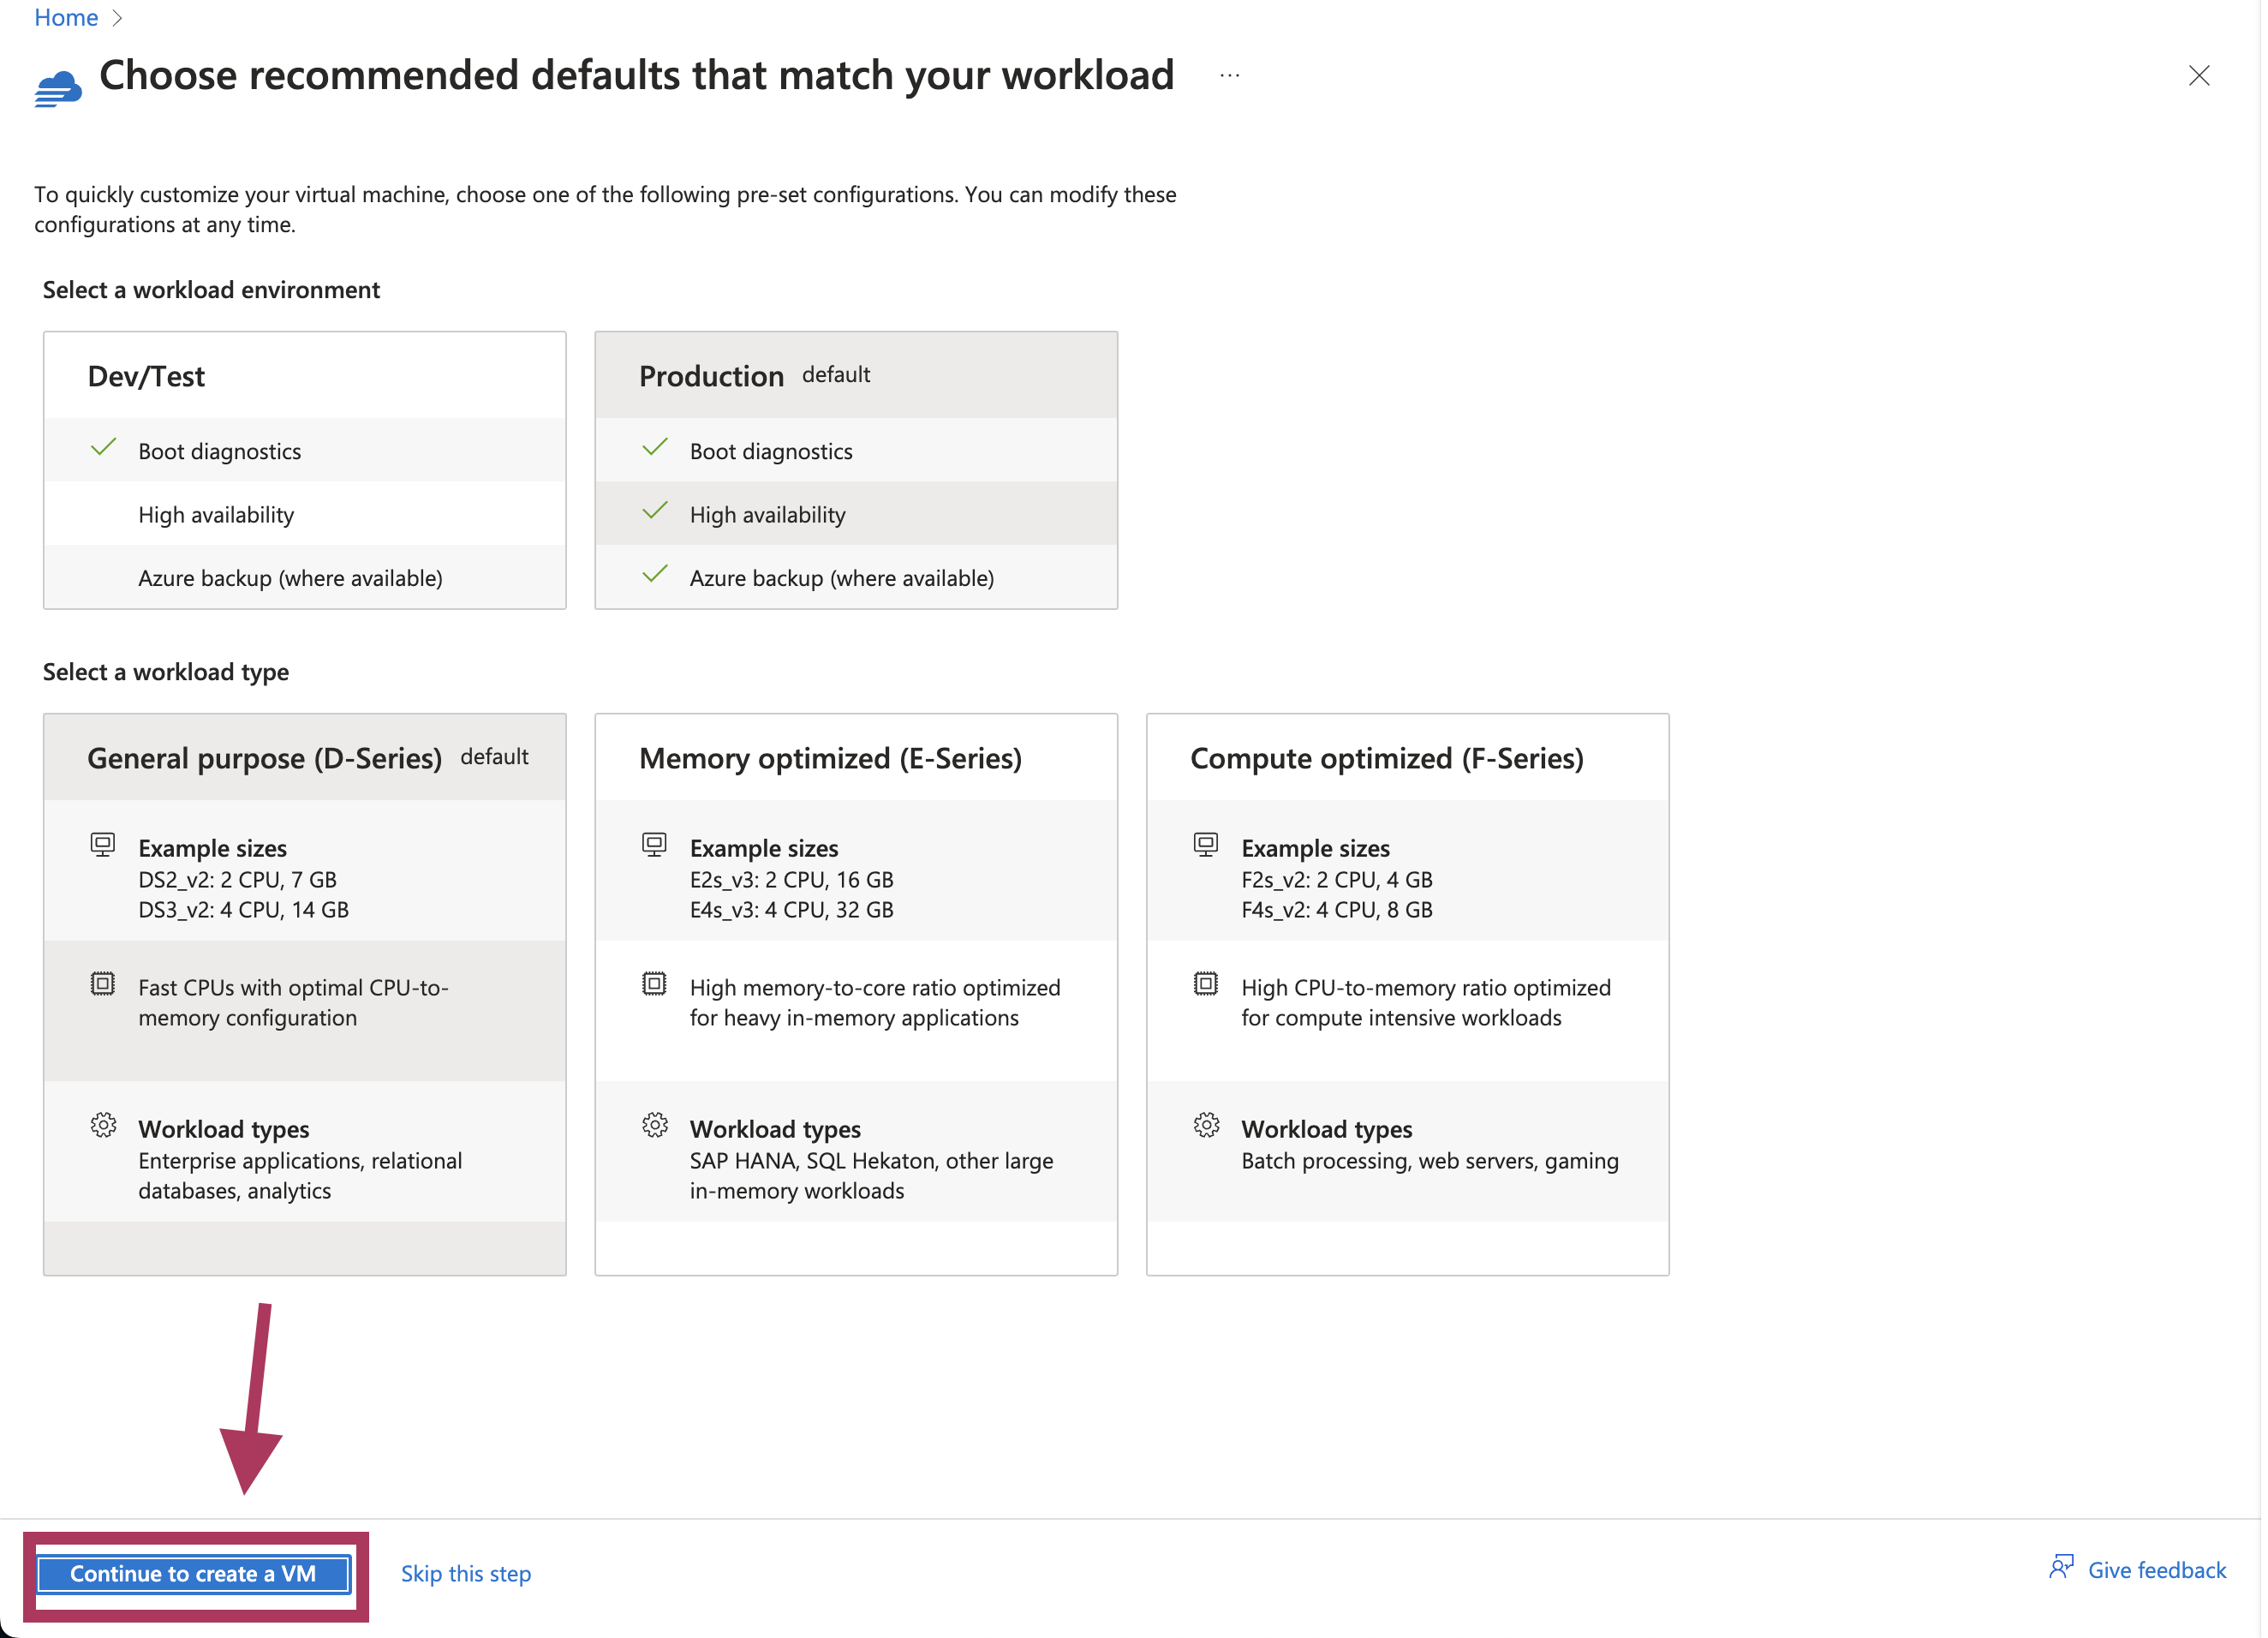 Home
Choose recommended defaults that match your workload
To quickly customize your virtual machine, choose one of the following pre-set configurations. You can modify these
configurations at any time.
Select a workload environment
Dev/Test
Boot diagnostics
High availability
Azure backup (where available)
Production default
Boot diagnostics
High availability
Azure backup (where available)
Select a workload type
General purpose (D-Series) default
Example sizes
DS2_v2: 2 CPU, 7 GB
DS3_v2: 4 CPU, 14 GB
Fast CPUs with optimal CPU-to-
memory configuration
Workload types
Enterprise applications, relational
databases, analytics
Memory optimized (E-Series)
Example sizes
E2s_v3: 2 CPU, 16 GB
E4s_v3: 4 CPU, 32 GB
High memory-to-core ratio optimized
for heavy in-memory applications
Workload types
SAP HANA, SQL Hekaton, other large
in-memory workloads
Compute optimized (F-Series)
Example sizes
F2s_v2: 2 CPU, 4 GB
F4s_v2: 4 CPU, 8 GB
High CPU-to-memory ratio optimized
for compute intensive workloads
Workload types
Batch processing, web servers, gaming
Continue to create a VM
Skip this step
Give feedback